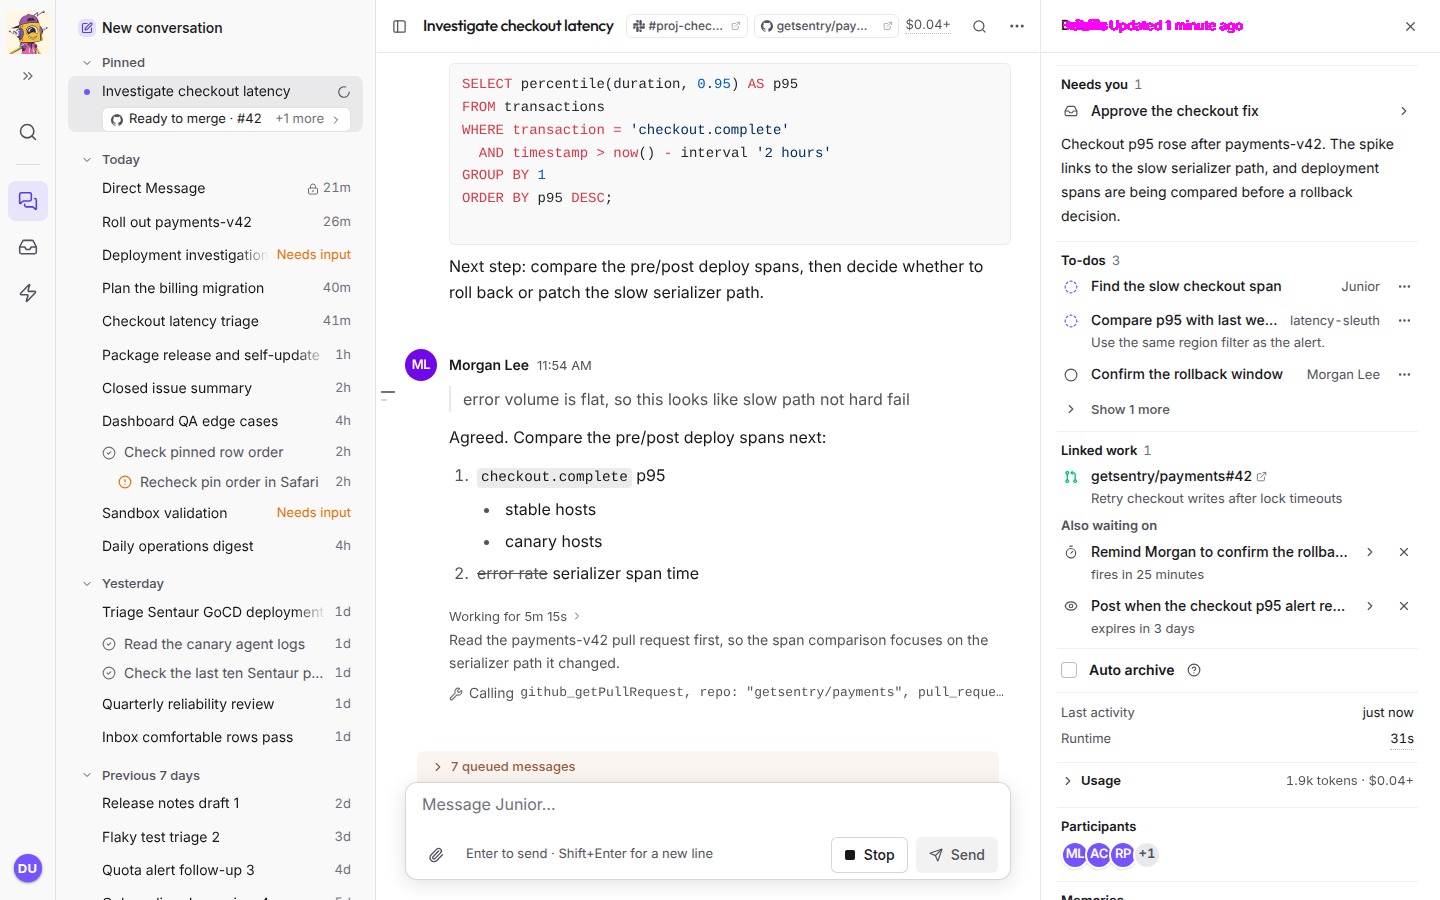 New conversation
Pinned
Investigate checkout latency
Ready to merge · #42 +1 more
Today
Direct Message 21m
Roll out payments-v42 26m
Deployment investigation Needs input
Plan the billing migration 40m
Checkout latency triage 41m
Package release and self-update 1h
Closed issue summary 2h
Dashboard QA edge cases 4h
Check pinned row order 2h
Recheck pin order in Safari 2h
Sandbox validation Needs input
Daily operations digest 4h
Yesterday
Triage Sentaur GoCD deployment 1d
Read the canary agent logs 1d
Check the last ten Sentaur p... 1d
Quarterly reliability review 1d
Inbox comfortable rows pass 1d
Previous 7 days
Release notes draft 1 2d
Flaky test triage 2 3d
Quota alert follow-up 3 4d
DU
Investigate checkout latency #proj-chec... getsentry/pay... $0.04+
SELECT percentile(duration, 0.95) AS p95
FROM transactions
WHERE transaction = 'checkout.complete'
AND timestamp > now() - interval '2 hours'
GROUP BY 1
ORDER BY p95 DESC;
Next step: compare the pre/post deploy spans, then decide whether to
roll back or patch the slow serializer path.
ML Morgan Lee 11:54 AM
error volume is flat, so this looks like slow path not hard fail
Agreed. Compare the pre/post deploy spans next:
1. checkout.complete p95
• stable hosts
• canary hosts
2. error rate serializer span time
Working for 5m 15s
Read the payments-v42 pull request first, so the span comparison focuses on the
serializer path it changed.
Calling github_getPullRequest, repo: "getsentry/payments", pull_reque…
7 queued messages
Message Junior...
Enter to send · Shift+Enter for a new line
Stop
Send
Updated 1 minute ago
Needs you 1
Approve the checkout fix
Checkout p95 rose after payments-v42. The spike
links to the slow serializer path, and deployment
spans are being compared before a rollback
decision.
To-dos 3
Find the slow checkout span Junior
Compare p95 with last we... latency-sleuth
Use the same region filter as the alert.
Confirm the rollback window Morgan Lee
Show 1 more
Linked work 1
getsentry/payments#42
Retry checkout writes after lock timeouts
Also waiting on
Remind Morgan to confirm the rollba...
fires in 25 minutes
Post when the checkout p95 alert re...
expires in 3 days
Auto archive
Last activity just now
Runtime 31s
Usage 1.9k tokens · $0.04+
Participants
ML AC RP +1
Memories